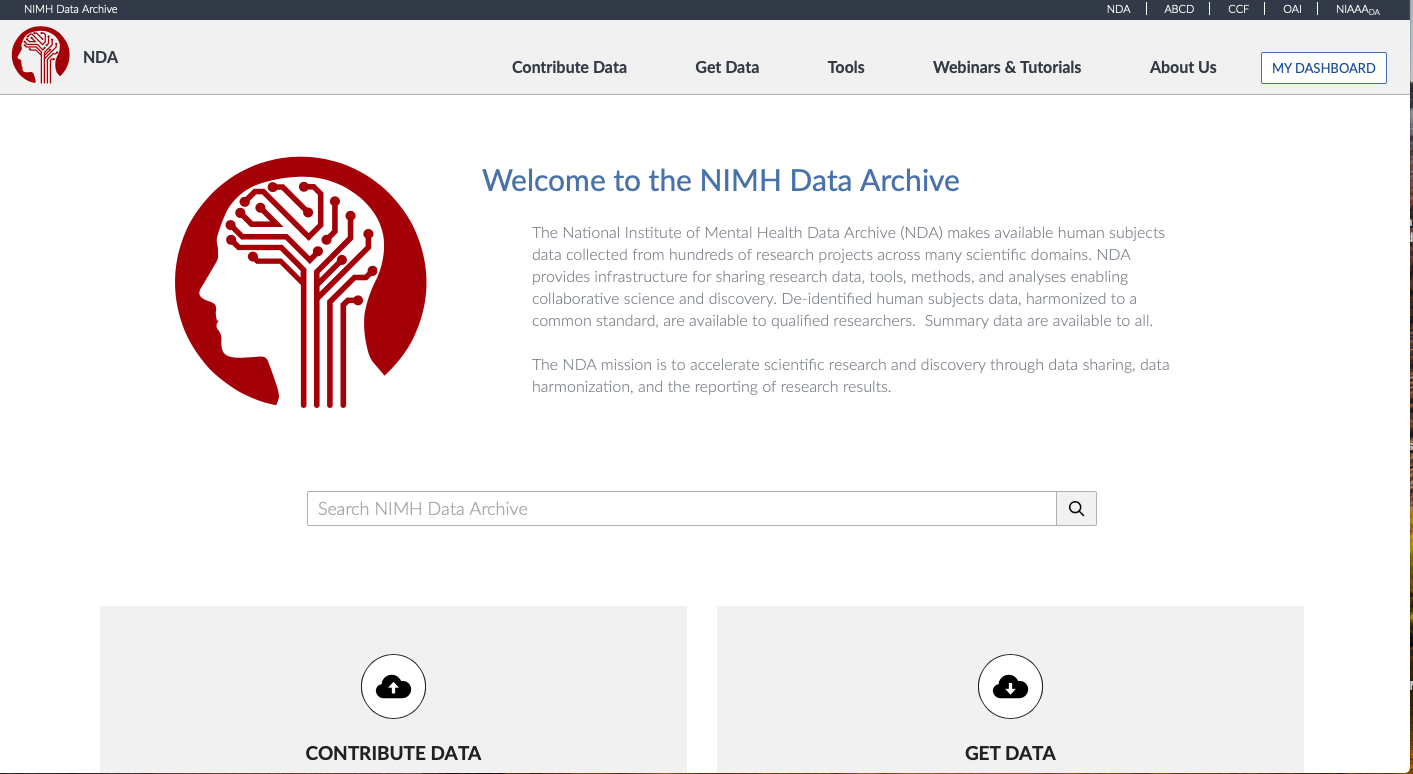 NIMH Data Archive
NDA | ABCD | CCF | OAI | NIAAADA
NDA
Contribute Data Get Data Tools Webinars & Tutorials About Us MY DASHBOARD
Welcome to the NIMH Data Archive
The National Institute of Mental Health Data Archive (NDA) makes available human subjects
data collected from hundreds of research projects across many scientific domains. NDA
provides infrastructure for sharing research data, tools, methods, and analyses enabling
collaborative science and discovery. De-identified human subjects data, harmonized to a
common standard, are available to qualified researchers.  Summary data are available to all.
The NDA mission is to accelerate scientific research and discovery through data sharing, data
harmonization, and the reporting of research results.
Search NIMH Data Archive
CONTRIBUTE DATA
GET DATA